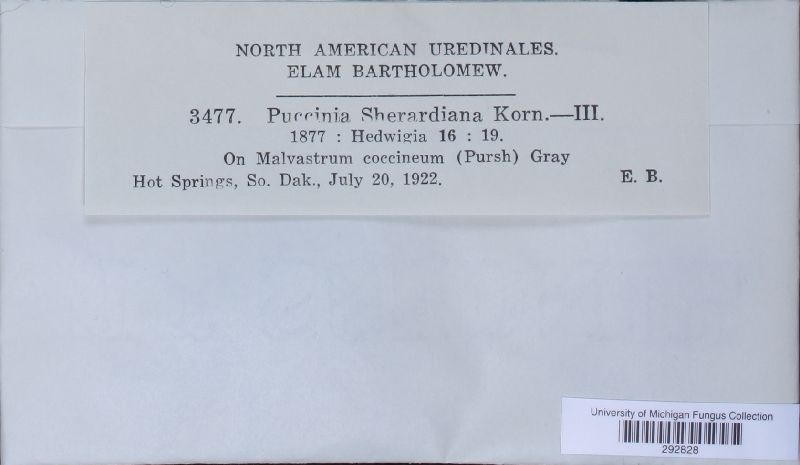 NORTH AMERICAN UREDINALES.
ELAM BARTHOLOMEW.
3477. Puccinia Sherardiana Korn.—III.
1877 : Hedwigia 16 : 19.
On Malvastrum coccineum (Pursh) Gray
Hot Springs, So. Dak., July 20, 1922. E. B.
University of Michigan Fungus Collection
292828